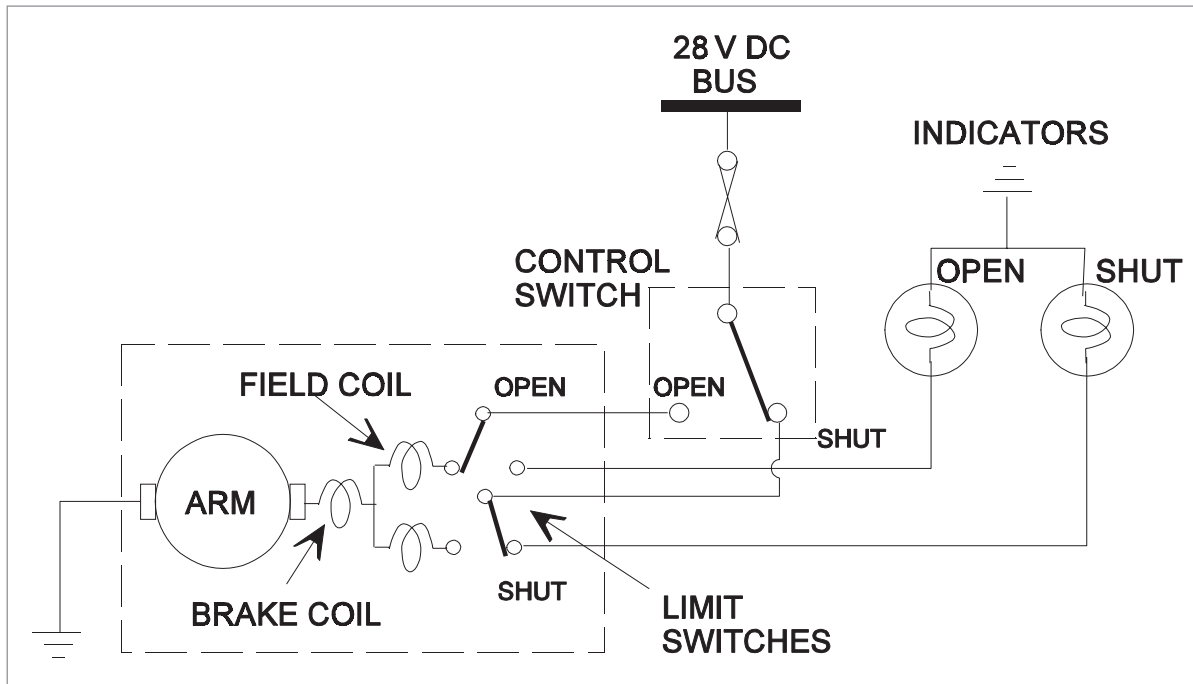 28 V DC
BUS
INDICATORS
CONTROL
SWITCH
OPEN
SHUT
FIELD COIL
OPEN
OPEN
SHUT
ARM
SHUT
BRAKE COIL
LIMIT
SWITCHES